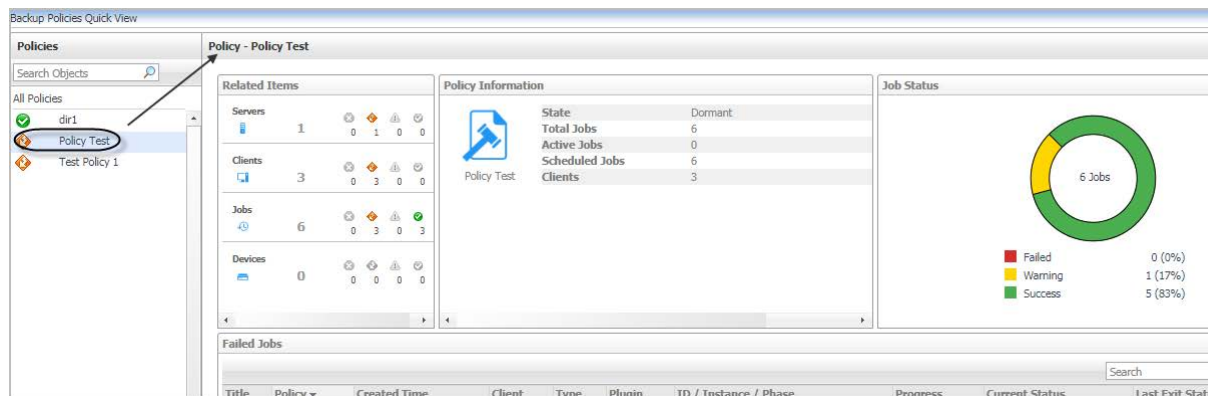 Backup Policies Quick View
Policies
Search Objects
All Policies
dir1
Policy Test
Test Policy 1
Policy - Policy Test
Related Items
Servers
1
0 1 0 0
Clients
3
0 3 0 0
Jobs
6
0 3 0 3
Devices
0
0 0 0 0
Policy Information
Policy Test
State Dormant
Total Jobs 6
Active Jobs 0
Scheduled Jobs 6
Clients 3
Job Status
6 Jobs
Failed 0 (0%)
Warning 1 (17%)
Success 5 (83%)
Failed Jobs
Search
Title Policy Created Time Client Type Plugin ID / Instance / Phase Progress Current Status Last Exit Stat